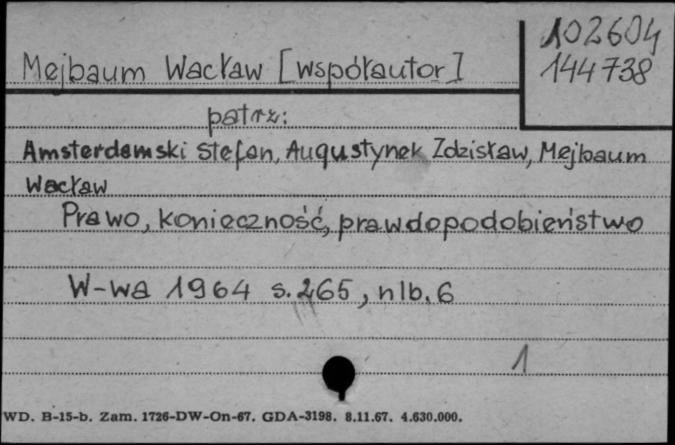 102604
144738
Mejbaum Wacław [współautor]
patrz:
Amsterdamski Stefan, Augustynek Zdzisław, Mejbaum
Wacław
Prawo, konieczność, prawdopodobieństwo
W-wa 1964 s. 265, nlb. 6
1
WD. B-15-b. Zam. 1726-DW-On-67. GDA-3198. 8.11.67. 4.630.000.